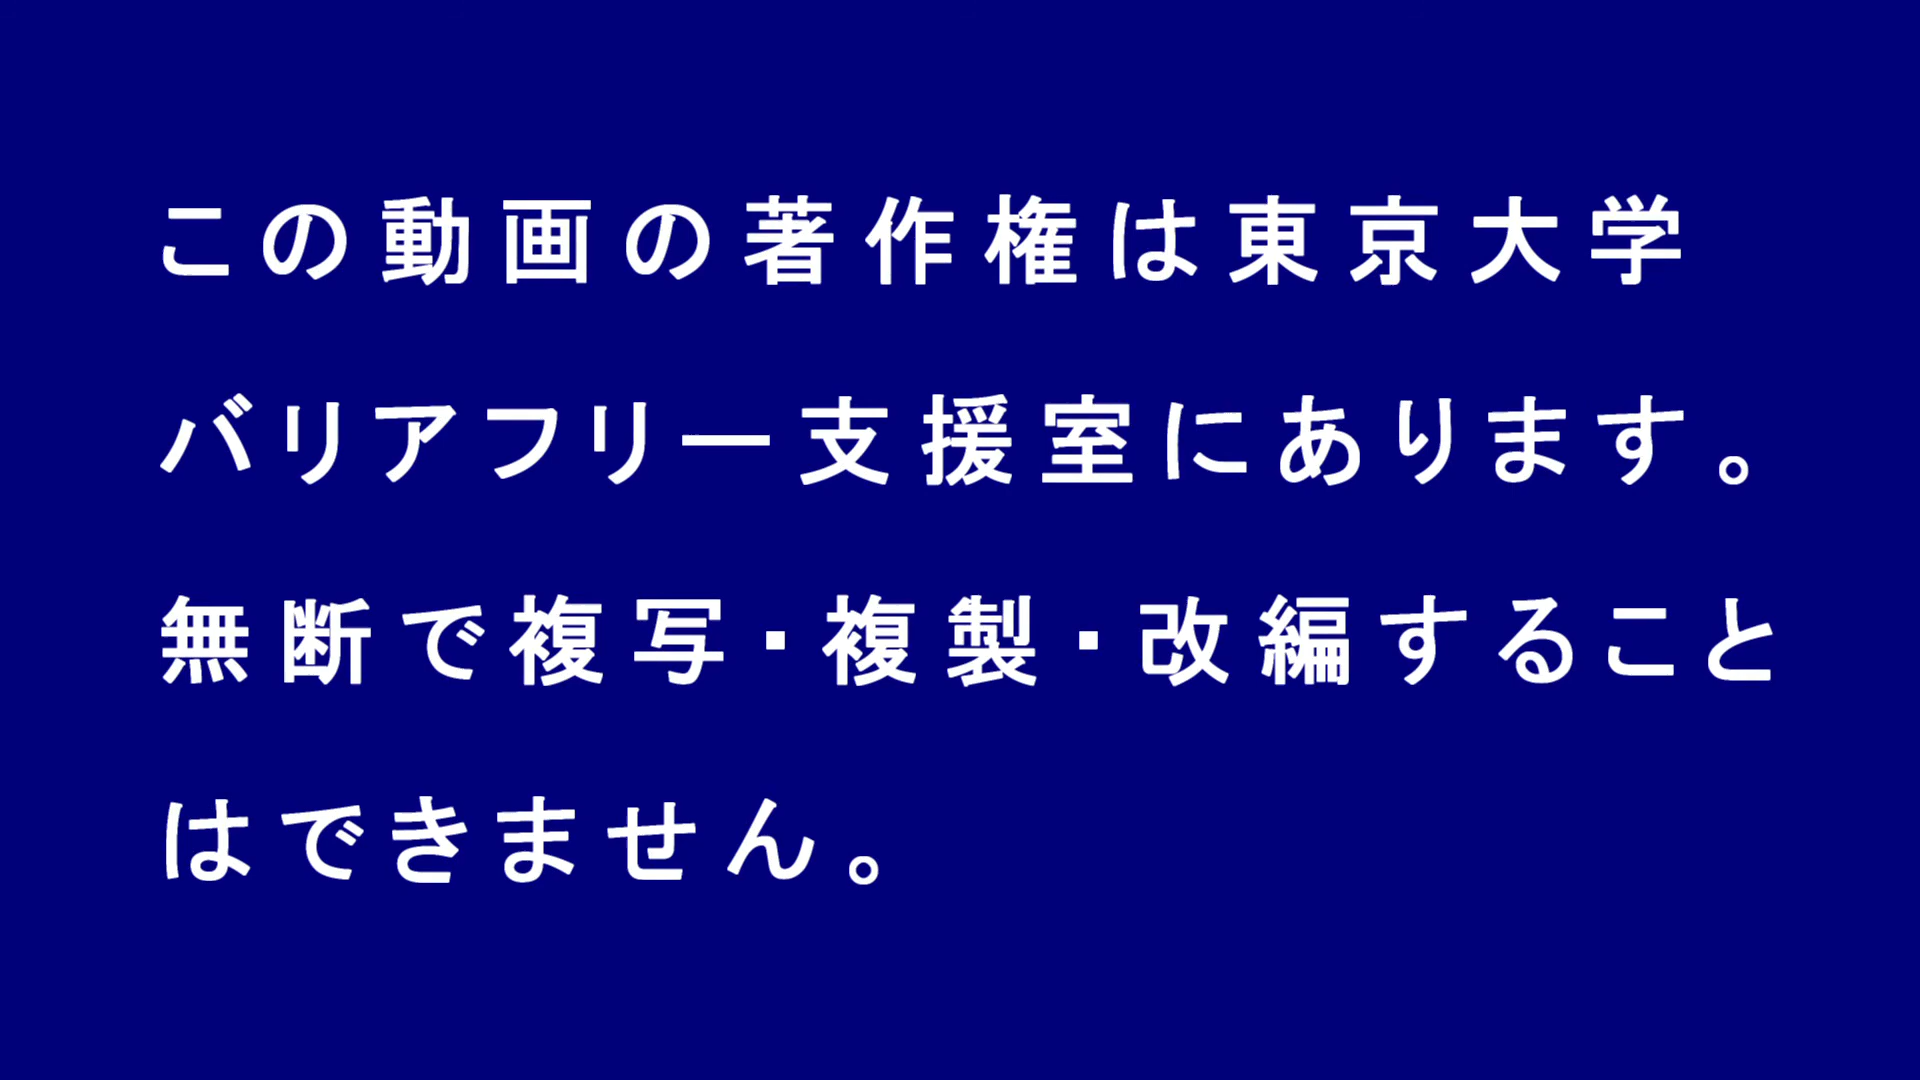 この動画の著作権は東京大学
バリアフリー支援室にあります。
無断で複写・複製・改編すること
はできません。